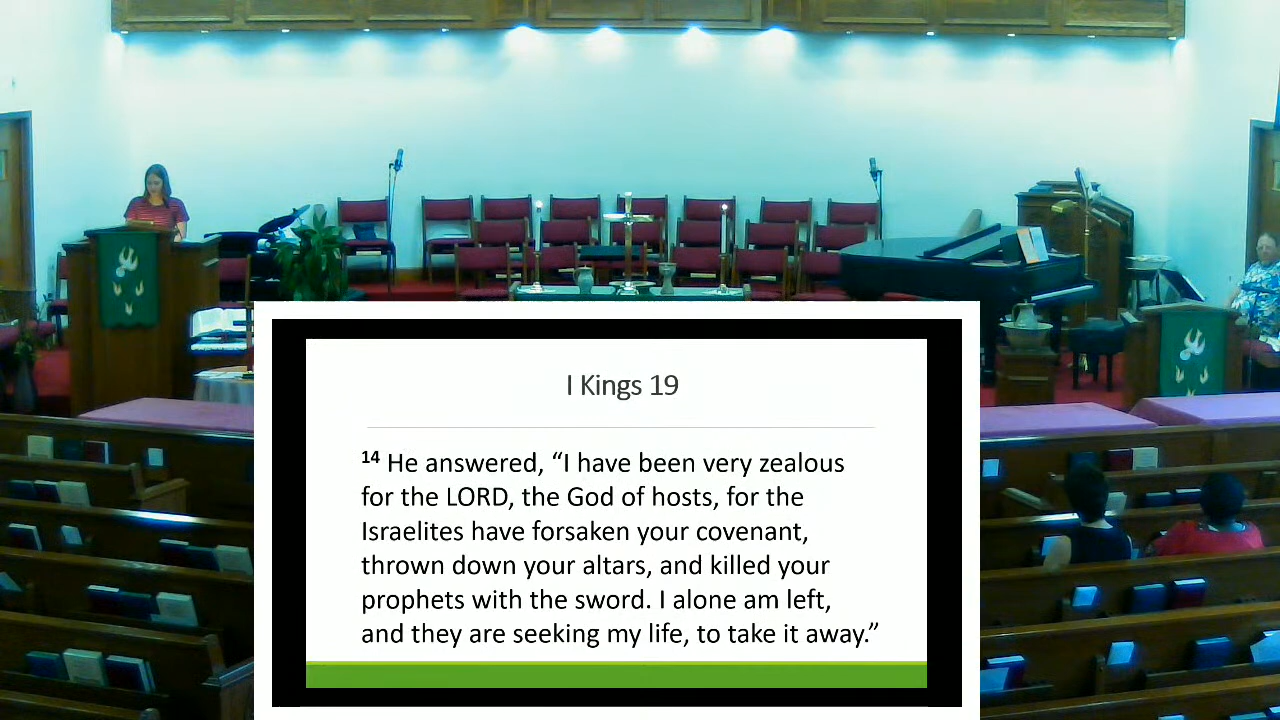 I Kings 19
14 He answered, “I have been very zealous
for the LORD, the God of hosts, for the
Israelites have forsaken your covenant,
thrown down your altars, and killed your
prophets with the sword. I alone am left,
and they are seeking my life, to take it away.”